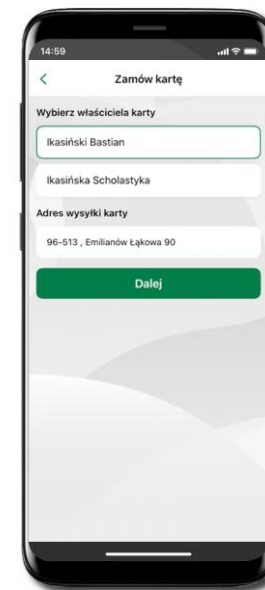 14:59
Zamów kartę
Wybierz właściciela karty
Ikasiński Bastian
Ikasińska Scholastyka
Adres wysyłki karty
96-513 , Emilianów Łąkowa 90
Dalej